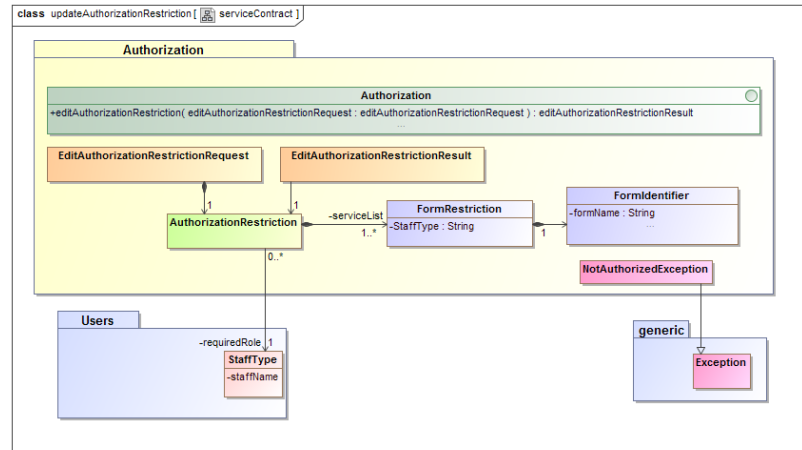 class updateAuthorizationRestriction [ serviceContract ]
Authorization
Authorization
+editAuthorizationRestriction( editAuthorizationRestrictionRequest : editAuthorizationRestrictionRequest ) : editAuthorizationRestrictionResult
...
EditAuthorizationRestrictionRequest
EditAuthorizationRestrictionResult
1
1
AuthorizationRestriction
-serviceList
1..*
FormRestriction
-StaffType : String
1
FormIdentifier
-formName : String
...
0..*
NotAuthorizedException
Users
-requiredRole
1
StaffType
-staffName
generic
Exception